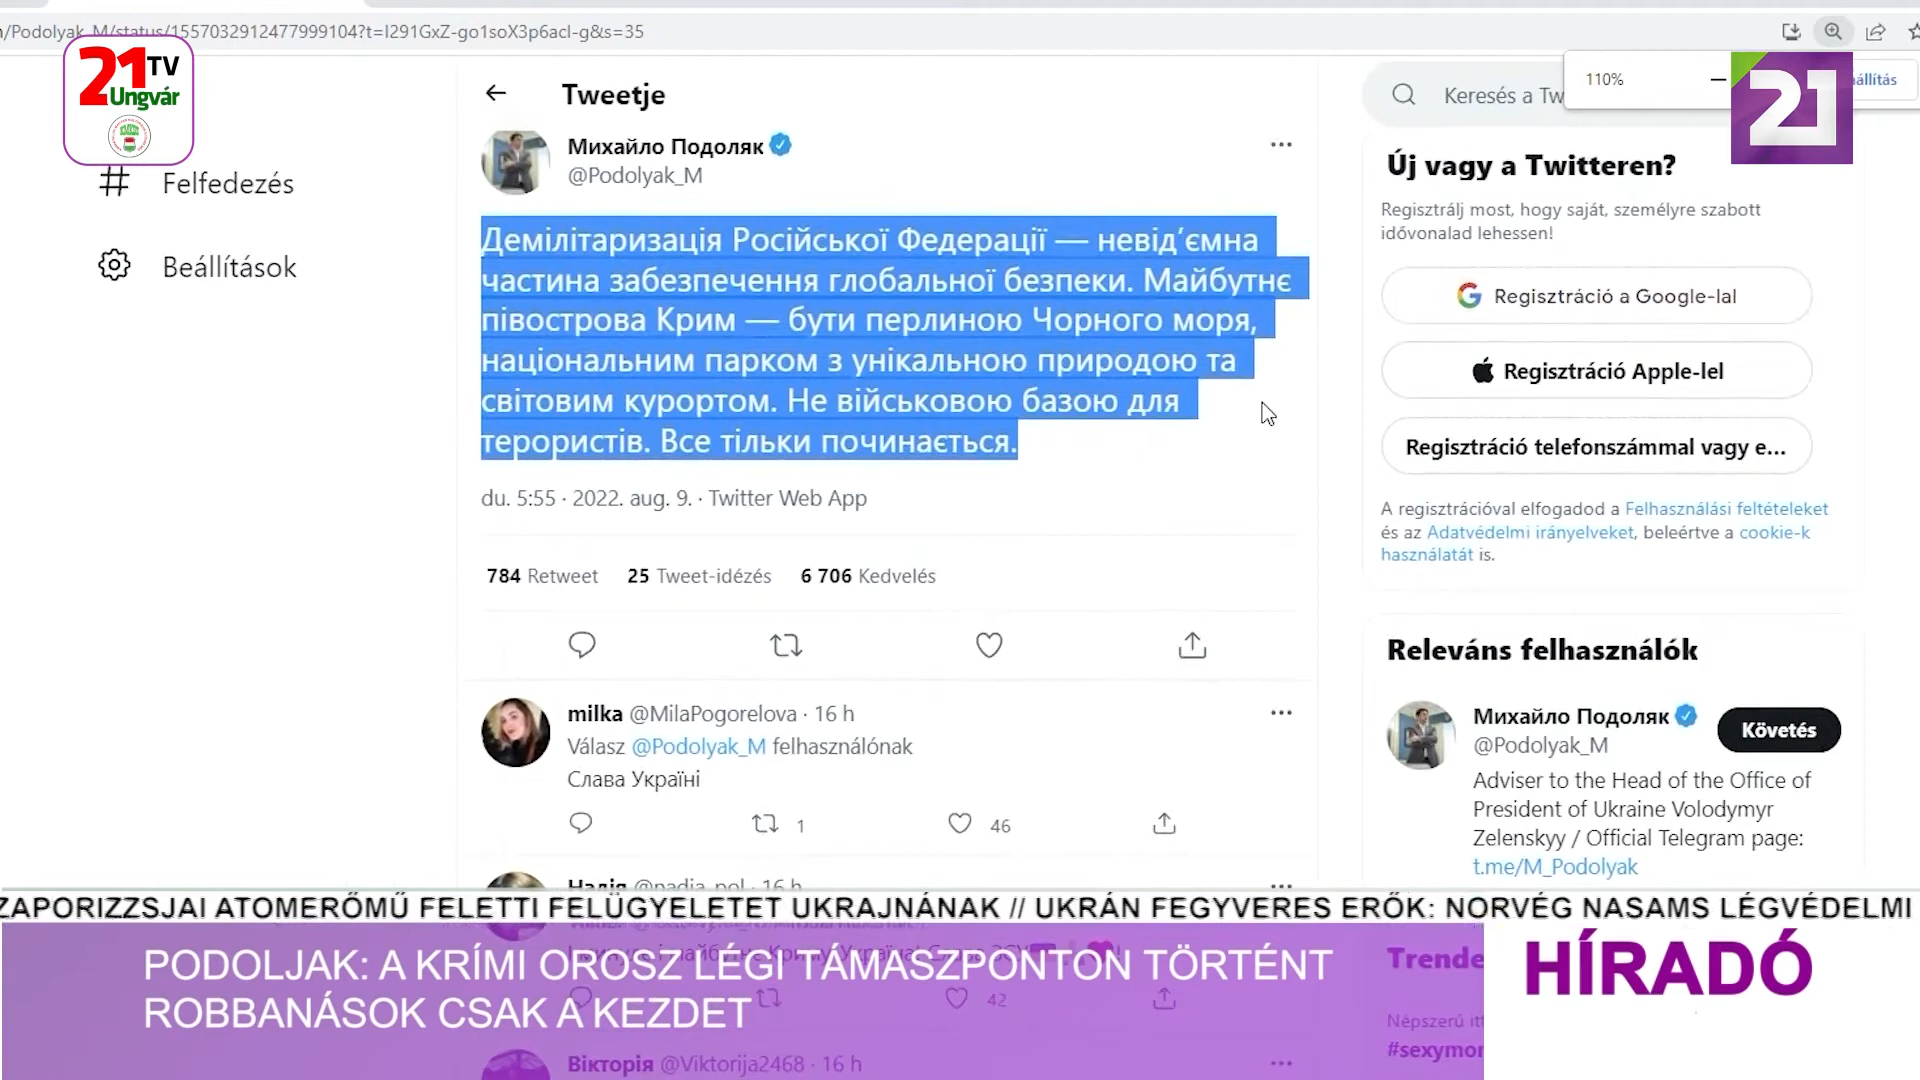 /Podolyak_M/status/1557032912477999104?t=I291GxZ-go1soX3p6acI-g&s=35
21 TV
Ungvár
Felfedezés
Beállítások
Tweetje
Михайло Подоляк
@Podolyak_M
Демілітаризація Російської Федерації — невід’ємна
частина забезпечення глобальної безпеки. Майбутнє
півострова Крим — бути перлиною Чорного моря,
національним парком з унікальною природою та
світовим курортом. Не військовою базою для
терористів. Все тільки починається.
du. 5:55 · 2022. aug. 9. · Twitter Web App
784 Retweet 25 Tweet-idézés 6 706 Kedvelés
milka @MilaPogorelova · 16 h
Válasz @Podolyak_M felhasználónak
Слава Україні
1 46
Надія @nadia_pol · 16 h
42
Вікторія @Viktorija2468 · 16 h
Keresés a Tw
110%
21
Új vagy a Twitteren?
Regisztrálj most, hogy saját, személyre szabott
idővonalad lehessen!
Regisztráció a Google-lal
Regisztráció Apple-lel
Regisztráció telefonszámmal vagy e...
A regisztrációval elfogadod a Felhasználási feltételeket
és az Adatvédelmi irányelveket, beleértve a cookie-k
használatát is.
Releváns felhasználók
Михайло Подоляк
@Podolyak_M
Követés
Adviser to the Head of the Office of
President of Ukraine Volodymyr
Zelenskyy / Official Telegram page:
t.me/M_Podolyak
Trende
Népszerű
#sexymor
ZAPORIZZSJAI ATOMERŐMŰ FELETTI FELÜGYELETET UKRAJNÁNAK // UKRÁN FEGYVERES ERŐK: NORVÉG NASAMS LÉGVÉDELMI
PODOLJAK: A KRÍMI OROSZ LÉGI TÁMASZPONTON TÖRTÉNT
ROBBANÁSOK CSAK A KEZDET
HÍRADÓ